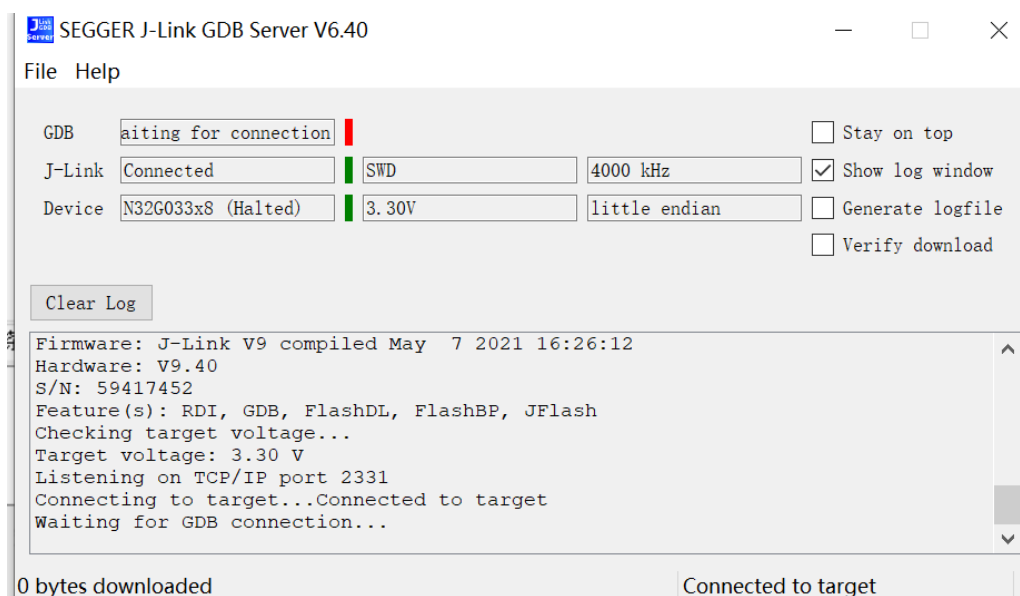 SEGGER J-Link GDB Server V6.40
File Help
GDB aiting for connection Stay on top
J-Link Connected SWD 4000 kHz Show log window
Device N32G033x8 (Halted) 3.30V little endian Generate logfile
Verify download
Clear Log
Firmware: J-Link V9 compiled May  7 2021 16:26:12
Hardware: V9.40
S/N: 59417452
Feature(s): RDI, GDB, FlashDL, FlashBP, JFlash
Checking target voltage...
Target voltage: 3.30 V
Listening on TCP/IP port 2331
Connecting to target...Connected to target
Waiting for GDB connection...
0 bytes downloaded Connected to target